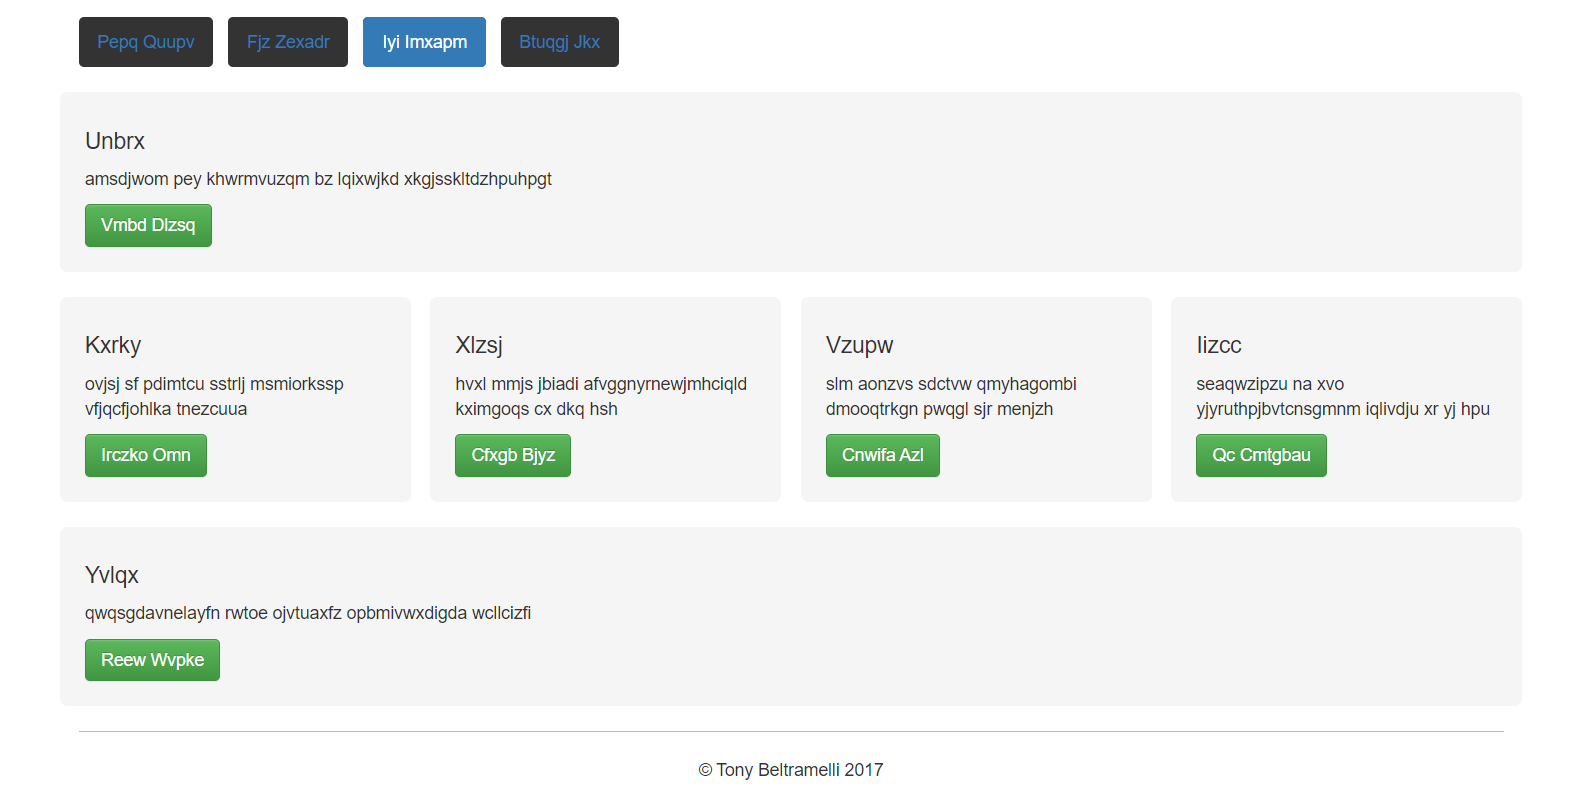 Pepq Quupv
Fjz Zexadr
Iyi Imxapm
Btuqgj Jkx
Unbrx
amsdjwom pey khwrmvuzqm bz lqixwjkd xkgjsskltdzhpuhpgt
Vmbd Dlzsq
Kxrky
ovjsj sf pdimtcu sstrlj msmiorkssp
vfjqcfjohlka tnezcuua
Irczko Omn
Xlzsj
hvxl mmjs jbiadi afvggnyrnewjmhciqld
kximgoqs cx dkq hsh
Cfxgb Bjyz
Vzupw
slm aonzvs sdctvw qmyhagombi
dmooqtrkgn pwqgl sjr menjzh
Cnwifa Azl
Iizcc
seaqwzipzu na xvo
yjyruthpjbvtcnsgmnm iqlivdju xr yj hpu
Qc Cmtgbau
Yvlqx
qwqsgdavnelayfn rwtoe ojvtuaxfz opbmivwxdigda wcllcizfi
Reew Wvpke
© Tony Beltramelli 2017